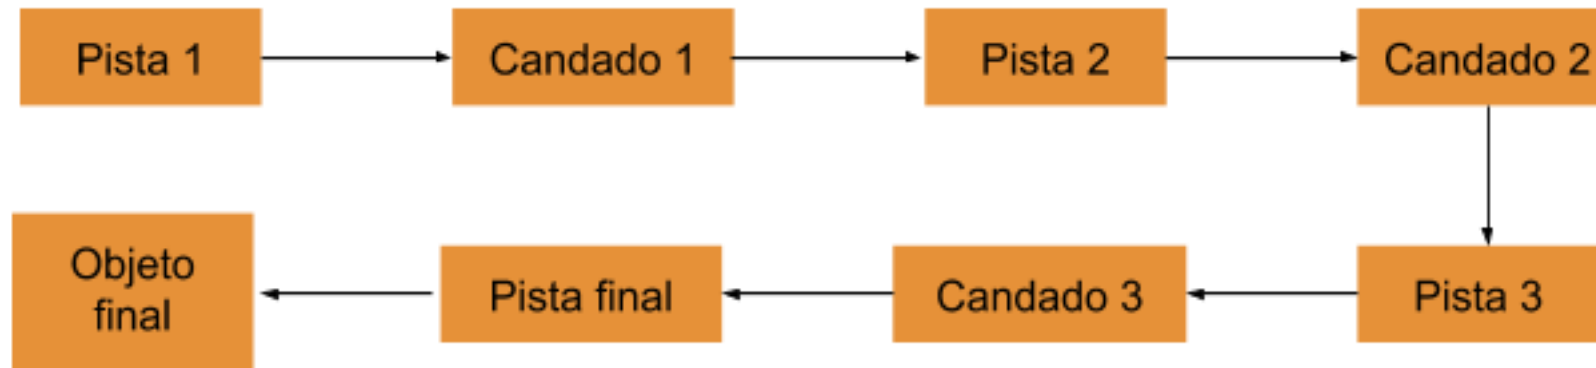 Pista 1
Candado 1
Pista 2
Candado 2
Pista 3
Candado 3
Pista final
Objeto
final